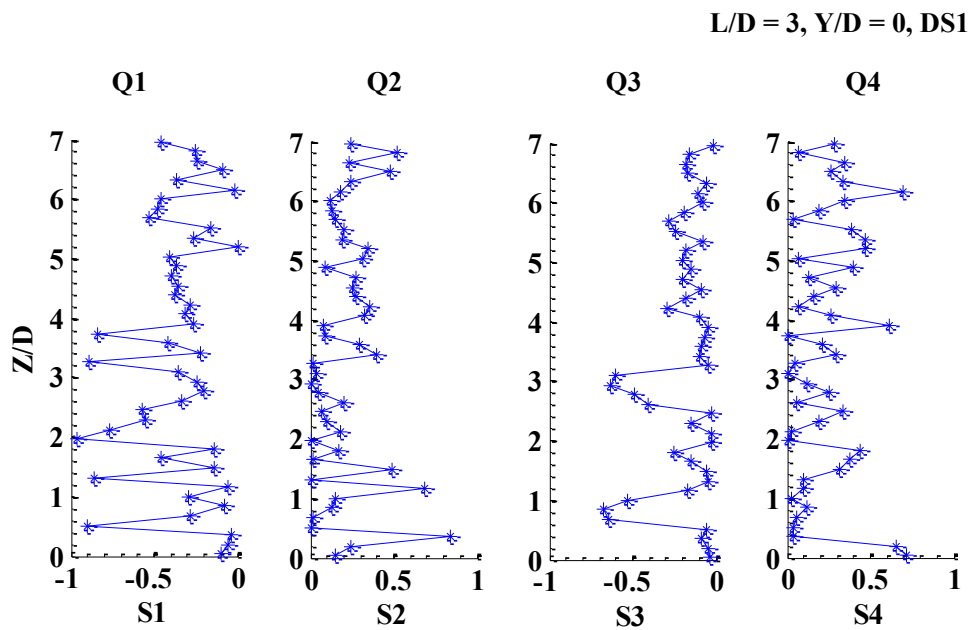 L/D = 3, Y/D = 0, DS1
Q1 Q2 Q3 Q4
7 7 7 7
6 6 6 6
5 5 5 5
4 4 4 4
Z/D
3 3 3 3
2 2 2 2
1 1 1 1
0 0 0 0
-1 -0.5 0 0 0.5 1 -1 -0.5 0 0 0.5 1
S1 S2 S3 S4